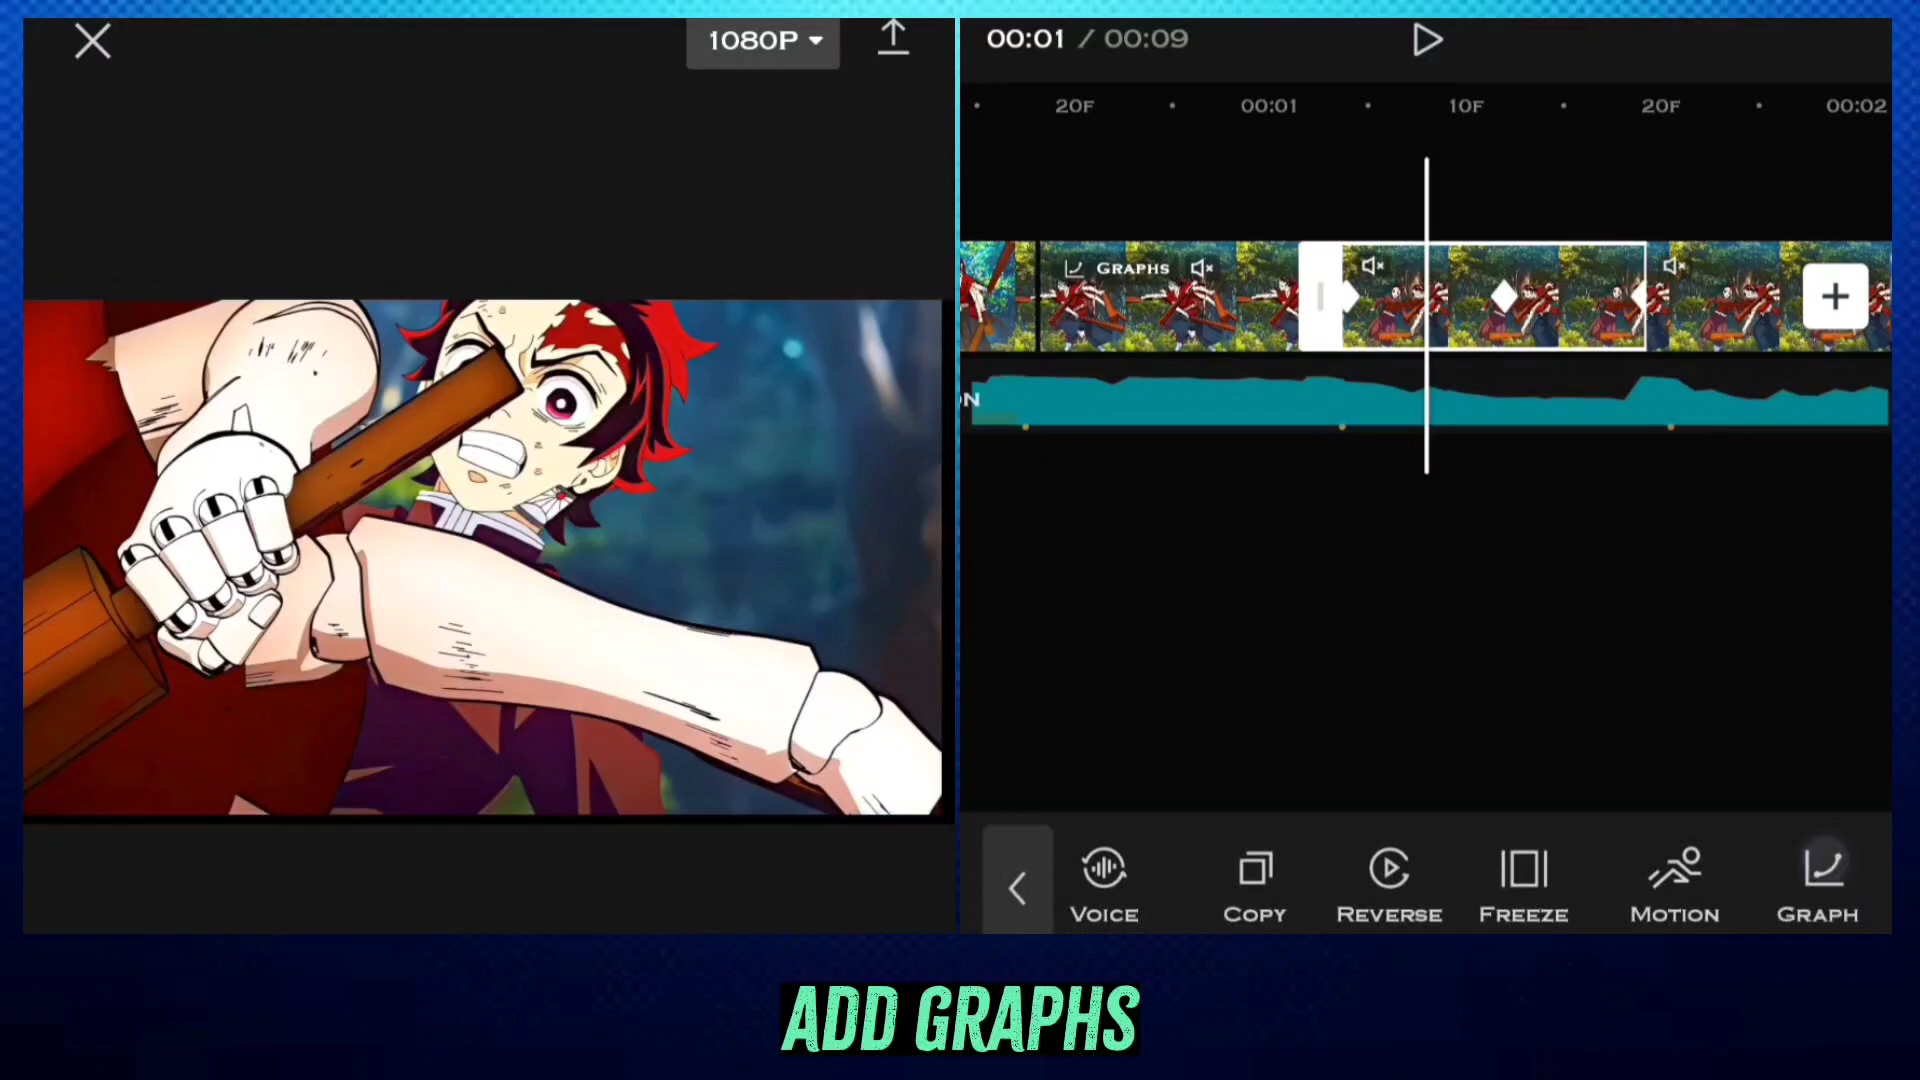 1080P
00:01 / 00:09
20F 00:01 10F 20F 00:02
GRAPHS
ON
VOICE COPY REVERSE FREEZE MOTION GRAPH
ADD GRAPHS